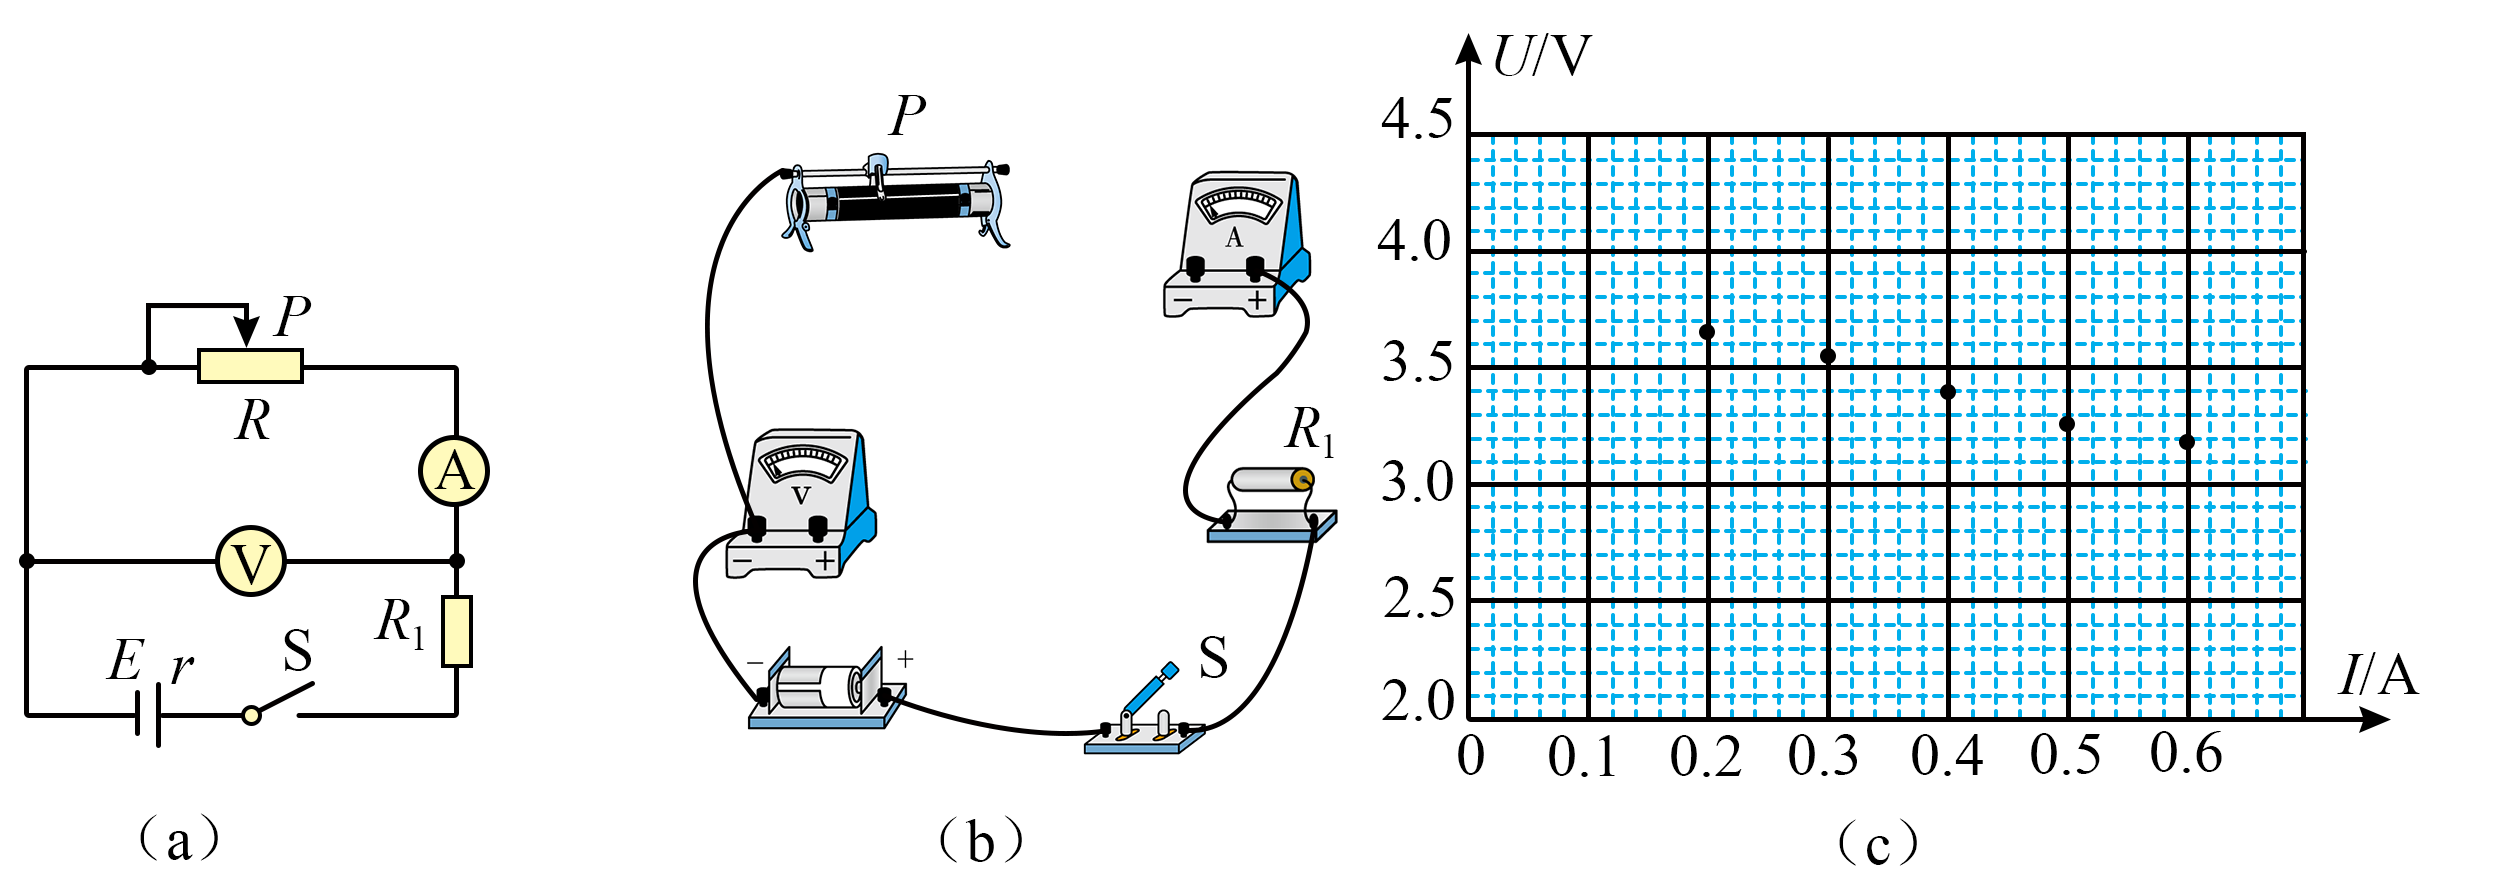 P
R
A
V
R1
E r
S
（a）
P
A
− +
V
− +
R1
− +
S
（b）
U/V
4.5
4.0
3.5
3.0
2.5
2.0
0 0.1 0.2 0.3 0.4 0.5 0.6
I/A
（c）